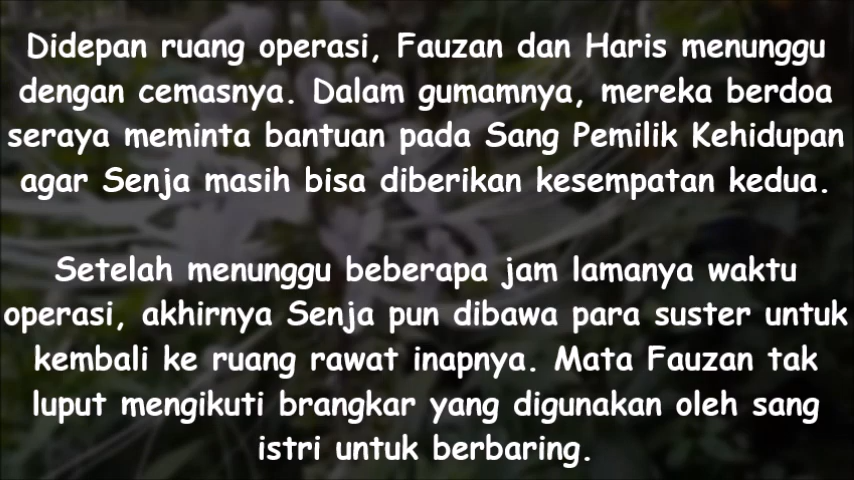 Didepan ruang operasi, Fauzan dan Haris menunggu
dengan cemasnya. Dalam gumamnya, mereka berdoa
seraya meminta bantuan pada Sang Pemilik Kehidupan
agar Senja masih bisa diberikan kesempatan kedua.
Setelah menunggu beberapa jam lamanya waktu
operasi, akhirnya Senja pun dibawa para suster untuk
kembali ke ruang rawat inapnya. Mata Fauzan tak
luput mengikuti brangkar yang digunakan oleh sang
istri untuk berbaring.